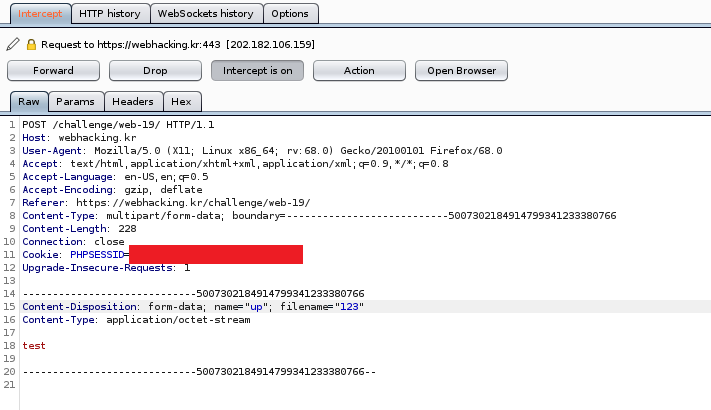 Intercept HTTP history WebSockets history Options
Request to https://webhacking.kr:443 [202.182.106.159]
Forward Drop Intercept is on Action Open Browser
Raw Params Headers Hex
1 POST /challenge/web-19/ HTTP/1.1
2 Host: webhacking.kr
3 User-Agent: Mozilla/5.0 (X11; Linux x86_64; rv:68.0) Gecko/20100101 Firefox/68.0
4 Accept: text/html,application/xhtml+xml,application/xml;q=0.9,*/*;q=0.8
5 Accept-Language: en-US,en;q=0.5
6 Accept-Encoding: gzip, deflate
7 Referer: https://webhacking.kr/challenge/web-19/
8 Content-Type: multipart/form-data; boundary=---------------------------5007302184914799341233380766
9 Content-Length: 228
10 Connection: close
11 Cookie: PHPSESSID=
12 Upgrade-Insecure-Requests: 1
13
14 -----------------------------5007302184914799341233380766
15 Content-Disposition: form-data; name="up"; filename="123"
16 Content-Type: application/octet-stream
17
18 test
19
20 -----------------------------5007302184914799341233380766--
21